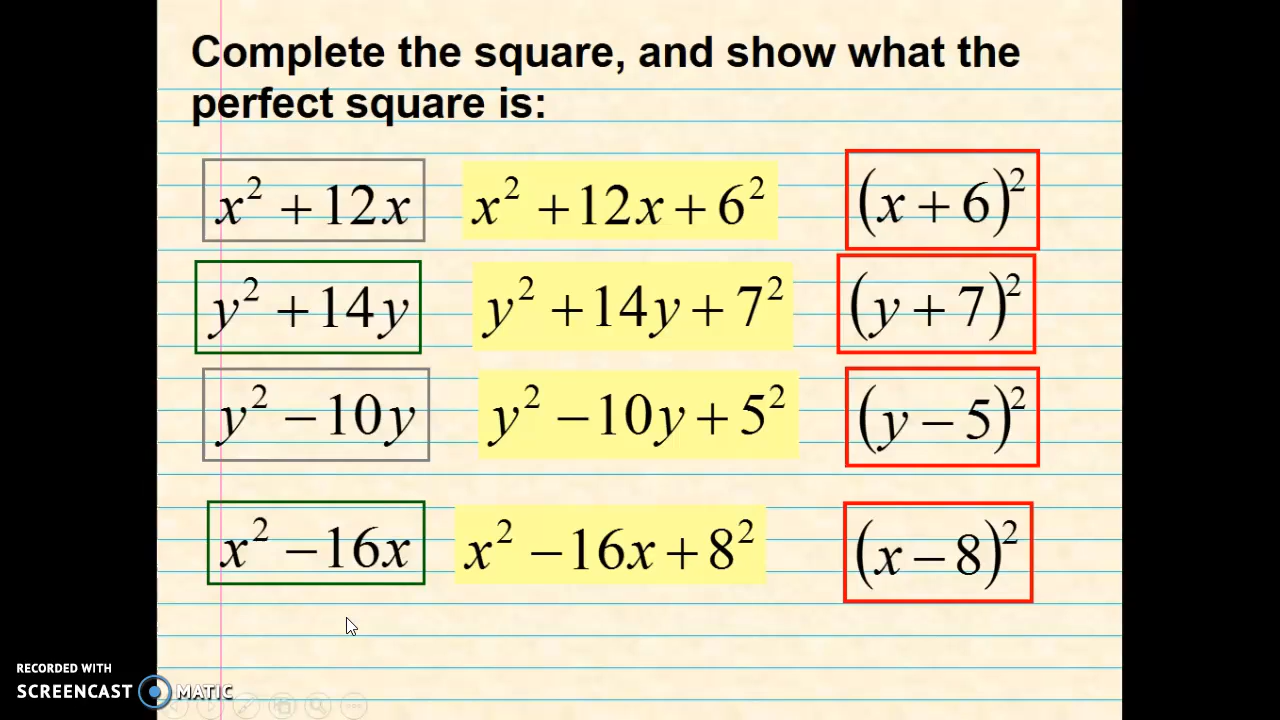 Complete the square, and show what the
perfect square is:
x² + 12x x² + 12x + 6² (x + 6)²
y² + 14y y² + 14y + 7² (y + 7)²
y² − 10y y² − 10y + 5² (y − 5)²
x² − 16x x² − 16x + 8² (x − 8)²
RECORDED WITH
SCREENCAST MATIC